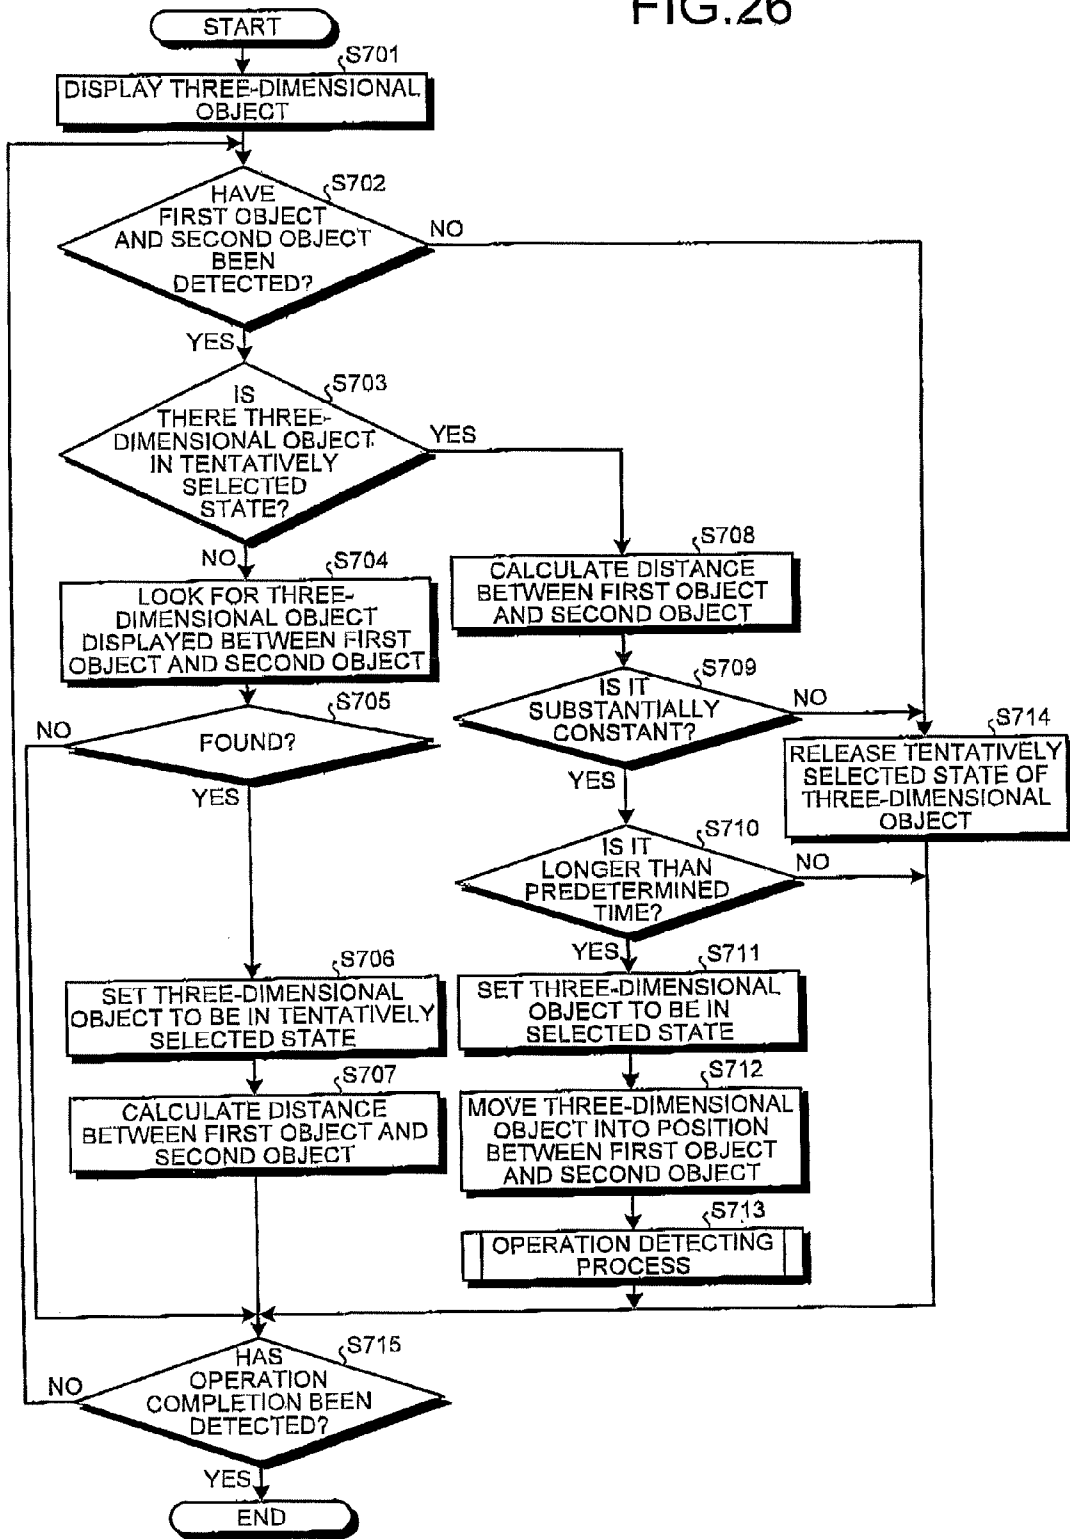 FIG.26
START
S701
DISPLAY THREE-DIMENSIONAL
OBJECT
S702
HAVE
FIRST OBJECT
AND SECOND OBJECT
BEEN
DETECTED?
NO
YES
S703
IS
THERE THREE-
DIMENSIONAL OBJECT
IN TENTATIVELY
SELECTED
STATE?
YES
NO
S704
LOOK FOR THREE-
DIMENSIONAL OBJECT
DISPLAYED BETWEEN FIRST
OBJECT AND SECOND OBJECT
S705
FOUND?
NO
YES
S706
SET THREE-DIMENSIONAL
OBJECT TO BE IN TENTATIVELY
SELECTED STATE
S707
CALCULATE DISTANCE
BETWEEN FIRST OBJECT AND
SECOND OBJECT
S708
CALCULATE DISTANCE
BETWEEN FIRST OBJECT
AND SECOND OBJECT
S709
IS IT
SUBSTANTIALLY
CONSTANT?
NO
YES
S710
IS IT
LONGER THAN
PREDETERMINED
TIME?
NO
YES
S711
SET THREE-DIMENSIONAL
OBJECT TO BE IN
SELECTED STATE
S712
MOVE THREE-DIMENSIONAL
OBJECT INTO POSITION
BETWEEN FIRST OBJECT
AND SECOND OBJECT
S713
OPERATION DETECTING
PROCESS
S714
RELEASE TENTATIVELY
SELECTED STATE OF
THREE-DIMENSIONAL
OBJECT
S715
HAS
OPERATION
COMPLETION BEEN
DETECTED?
NO
YES
END